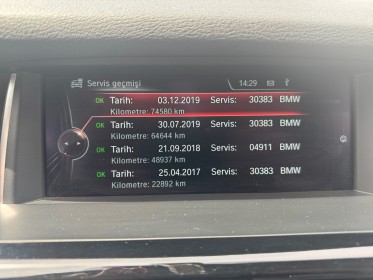 Servis geçmişi 14:29
OK Tarih: 03.12.2019 Servis: 30383 BMW
Kilometre: 74580 km
OK Tarih: 30.07.2019 Servis: 30383 BMW
Kilometre: 64644 km
OK Tarih: 21.09.2018 Servis: 04911 BMW
Kilometre: 48937 km
OK Tarih: 25.04.2017 Servis: 30383 BMW
Kilometre: 22892 km